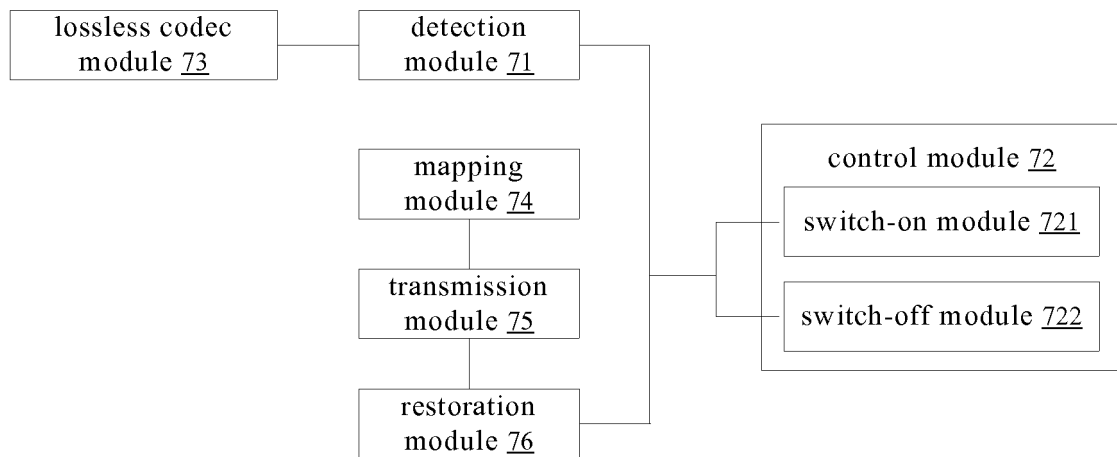 lossless codec
module 73
detection
module 71
mapping
module 74
transmission
module 75
restoration
module 76
control module 72
switch-on module 721
switch-off module 722